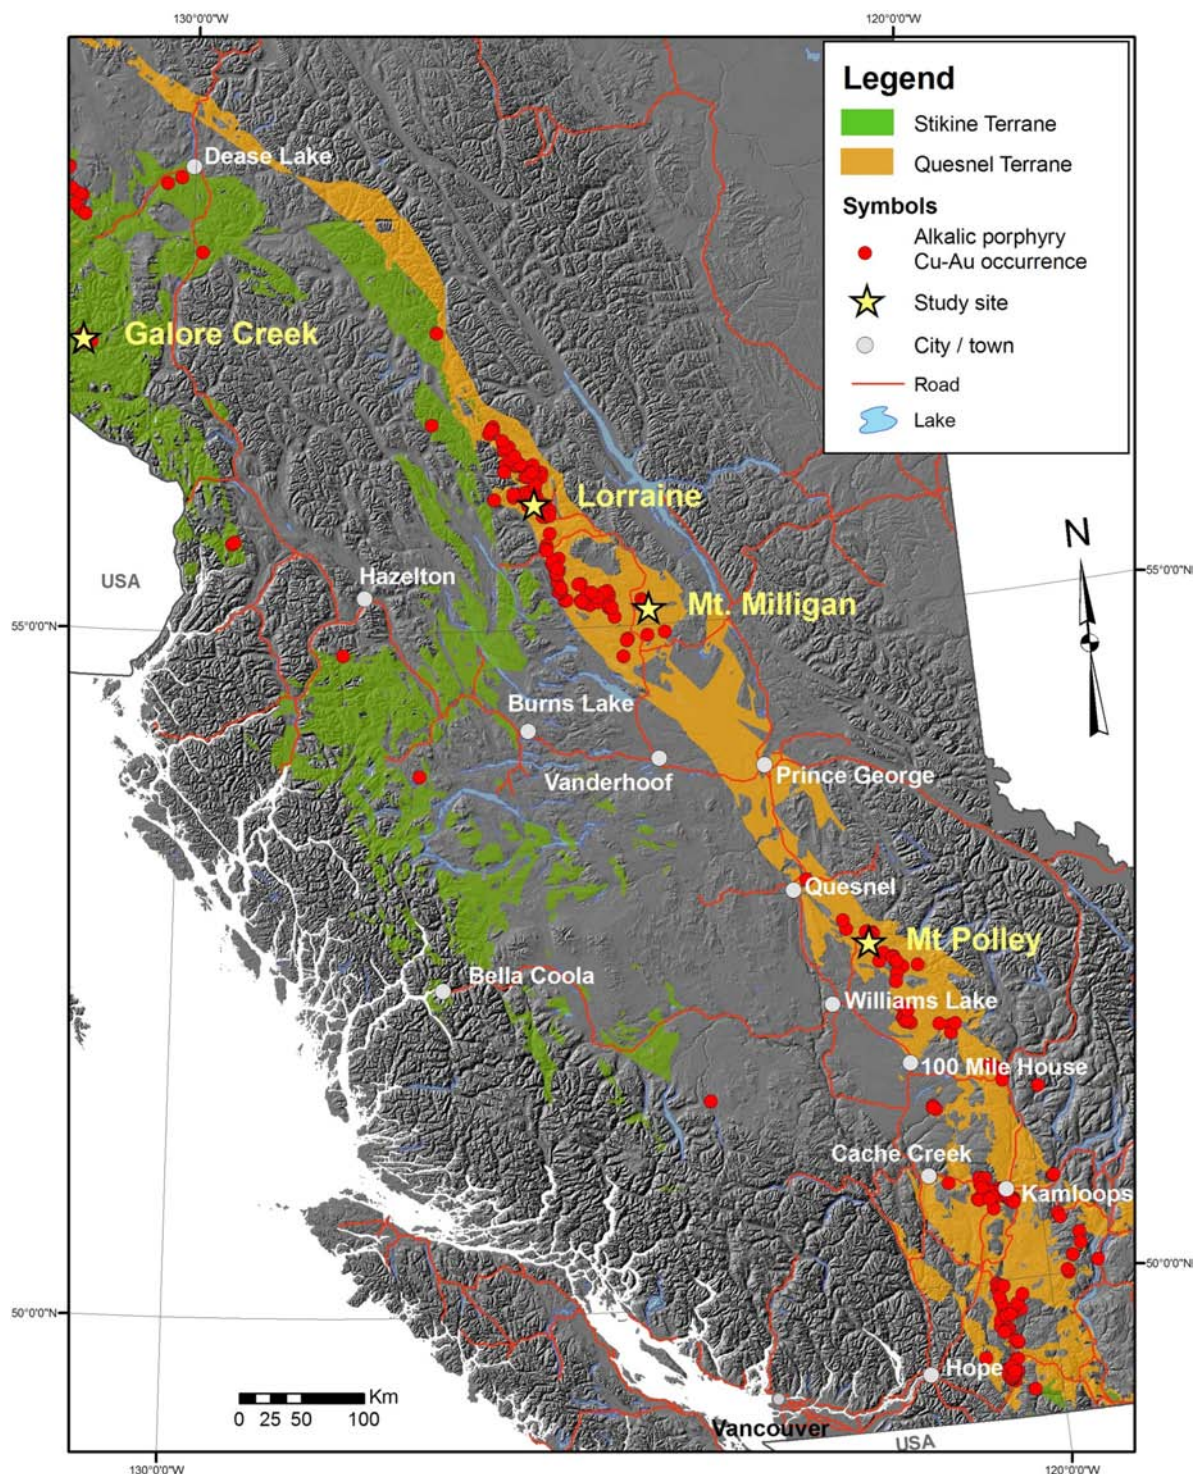 130°0'0"W
120°0'0"W
Legend
Stikine Terrane
Quesnel Terrane
Symbols
Alkalic porphyry
Cu-Au occurrence
Study site
City / town
Road
Lake
Dease Lake
Galore Creek
Lorraine
N
USA
Hazelton
55°0'0"N
Mt. Milligan
55°0'0"N
Burns Lake
Vanderhoof
Prince George
Quesnel
Mt Polley
Bella Coola
Williams Lake
100 Mile House
Cache Creek
Kamloops
50°0'0"N
50°0'0"N
Hope
Km
0 25 50 100
Vancouver
USA
130°0'0"W
120°0'0"W